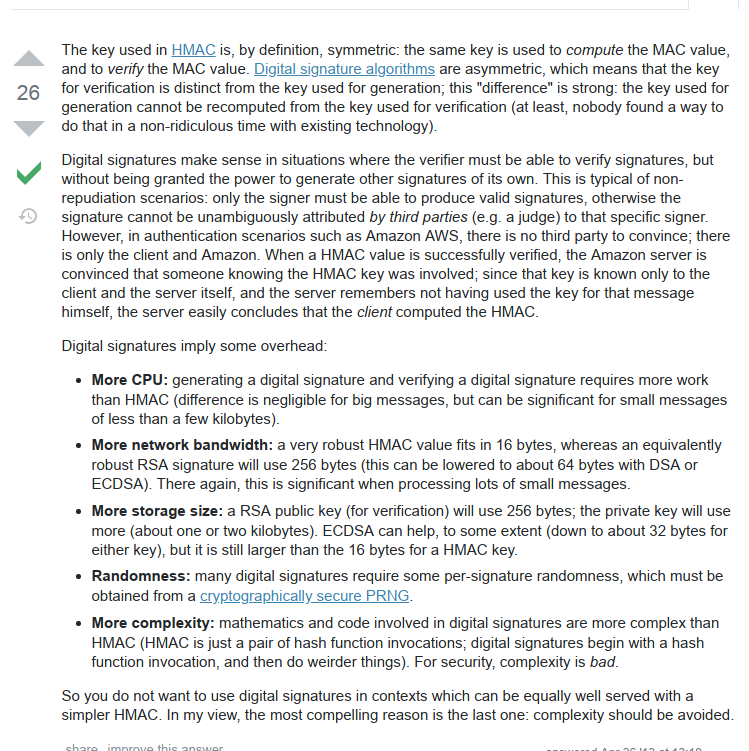 The key used in HMAC is, by definition, symmetric: the same key is used to compute the MAC value,
and to verify the MAC value. Digital signature algorithms are asymmetric, which means that the key
for verification is distinct from the key used for generation; this "difference" is strong: the key used for
generation cannot be recomputed from the key used for verification (at least, nobody found a way to
do that in a non-ridiculous time with existing technology).
26
Digital signatures make sense in situations where the verifier must be able to verify signatures, but
without being granted the power to generate other signatures of its own. This is typical of non-
repudiation scenarios: only the signer must be able to produce valid signatures, otherwise the
signature cannot be unambiguously attributed by third parties (e.g. a judge) to that specific signer.
However, in authentication scenarios such as Amazon AWS, there is no third party to convince; there
is only the client and Amazon. When a HMAC value is successfully verified, the Amazon server is
convinced that someone knowing the HMAC key was involved; since that key is known only to the
client and the server itself, and the server remembers not having used the key for that message
himself, the server easily concludes that the client computed the HMAC.
Digital signatures imply some overhead:
• More CPU: generating a digital signature and verifying a digital signature requires more work
than HMAC (difference is negligible for big messages, but can be significant for small messages
of less than a few kilobytes).
• More network bandwidth: a very robust HMAC value fits in 16 bytes, whereas an equivalently
robust RSA signature will use 256 bytes (this can be lowered to about 64 bytes with DSA or
ECDSA). There again, this is significant when processing lots of small messages.
• More storage size: a RSA public key (for verification) will use 256 bytes; the private key will use
more (about one or two kilobytes). ECDSA can help, to some extent (down to about 32 bytes for
either key), but it is still larger than the 16 bytes for a HMAC key.
• Randomness: many digital signatures require some per-signature randomness, which must be
obtained from a cryptographically secure PRNG.
• More complexity: mathematics and code involved in digital signatures are more complex than
HMAC (HMAC is just a pair of hash function invocations; digital signatures begin with a hash
function invocation, and then do weirder things). For security, complexity is bad.
So you do not want to use digital signatures in contexts which can be equally well served with a
simpler HMAC. In my view, the most compelling reason is the last one: complexity should be avoided.
share improve this answer